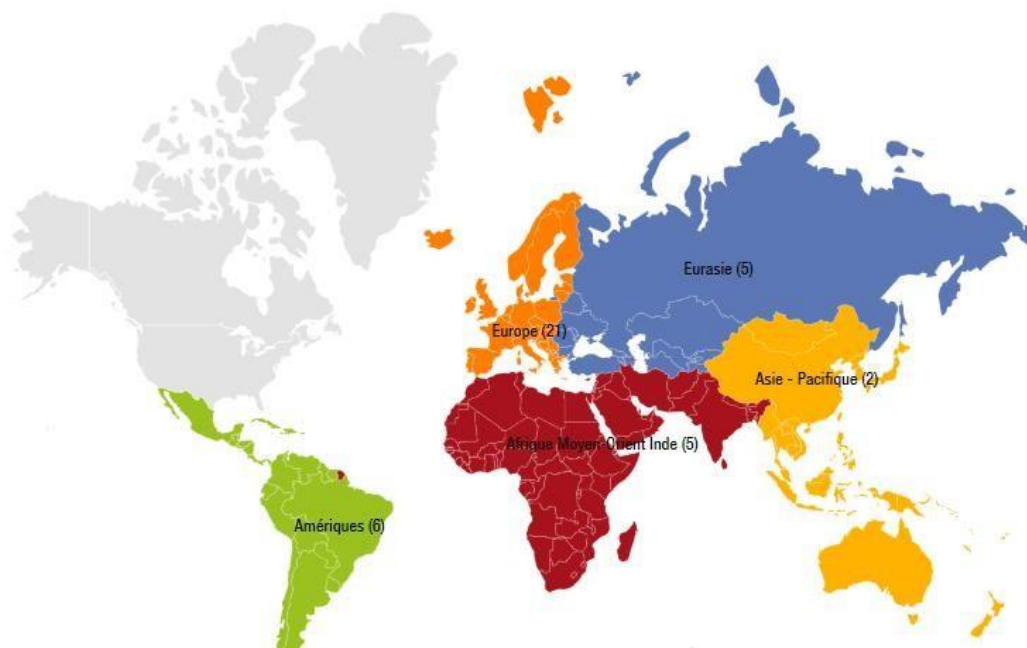 Eurasie (5)
Europe (21)
Asie - Pacifique (2)
Afrique Moyen-Orient Inde (5)
Amériques (6)